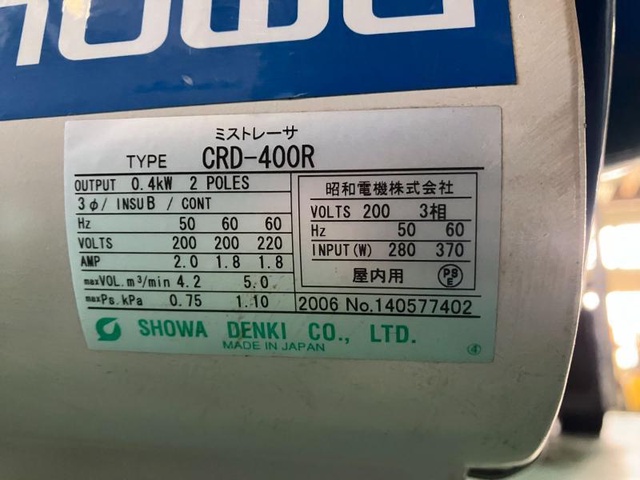 SHOWA
ミストレーサ
TYPE CRD-400R
OUTPUT 0.4kW 2 POLES
3φ/ INSU B / CONT
Hz 50 60 60
VOLTS 200 200 220
AMP 2.0 1.8 1.8
maxVOL.m³/min 4.2 5.0
maxPs.kPa 0.75 1.10
昭和電機株式会社
VOLTS 200 3相
Hz 50 60
INPUT(W) 280 370
屋内用 PSE
2006 No.140577402
SHOWA DENKI CO., LTD.
MADE IN JAPAN
④